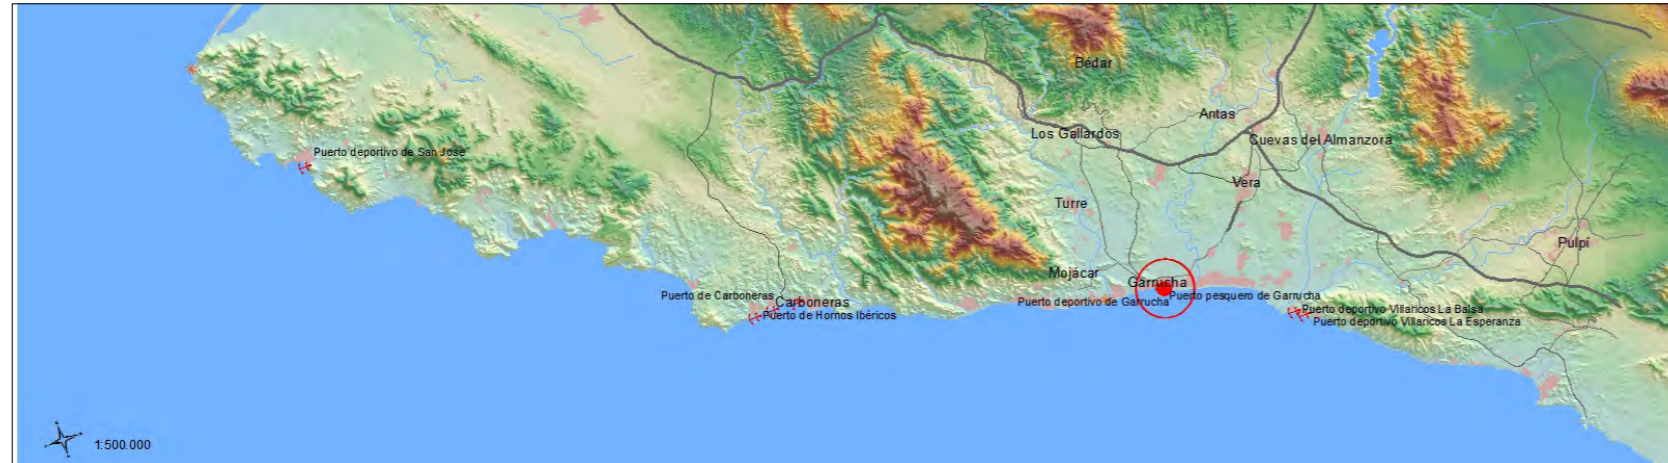 Bédar
Antas
Los Gallardos
Cuevas del Almanzora
Puerto deportivo de San José
Vera
Turre
Pulpí
Mojácar
Garrucha
Puerto de Carboneras
Carboneras
Puerto deportivo de Garrucha
Puerto pesquero de Garrucha
Puerto de Hornos Ibéricos
Puerto deportivo Villaricos La Balsa
Puerto deportivo Villaricos La Esperanza
1:500.000